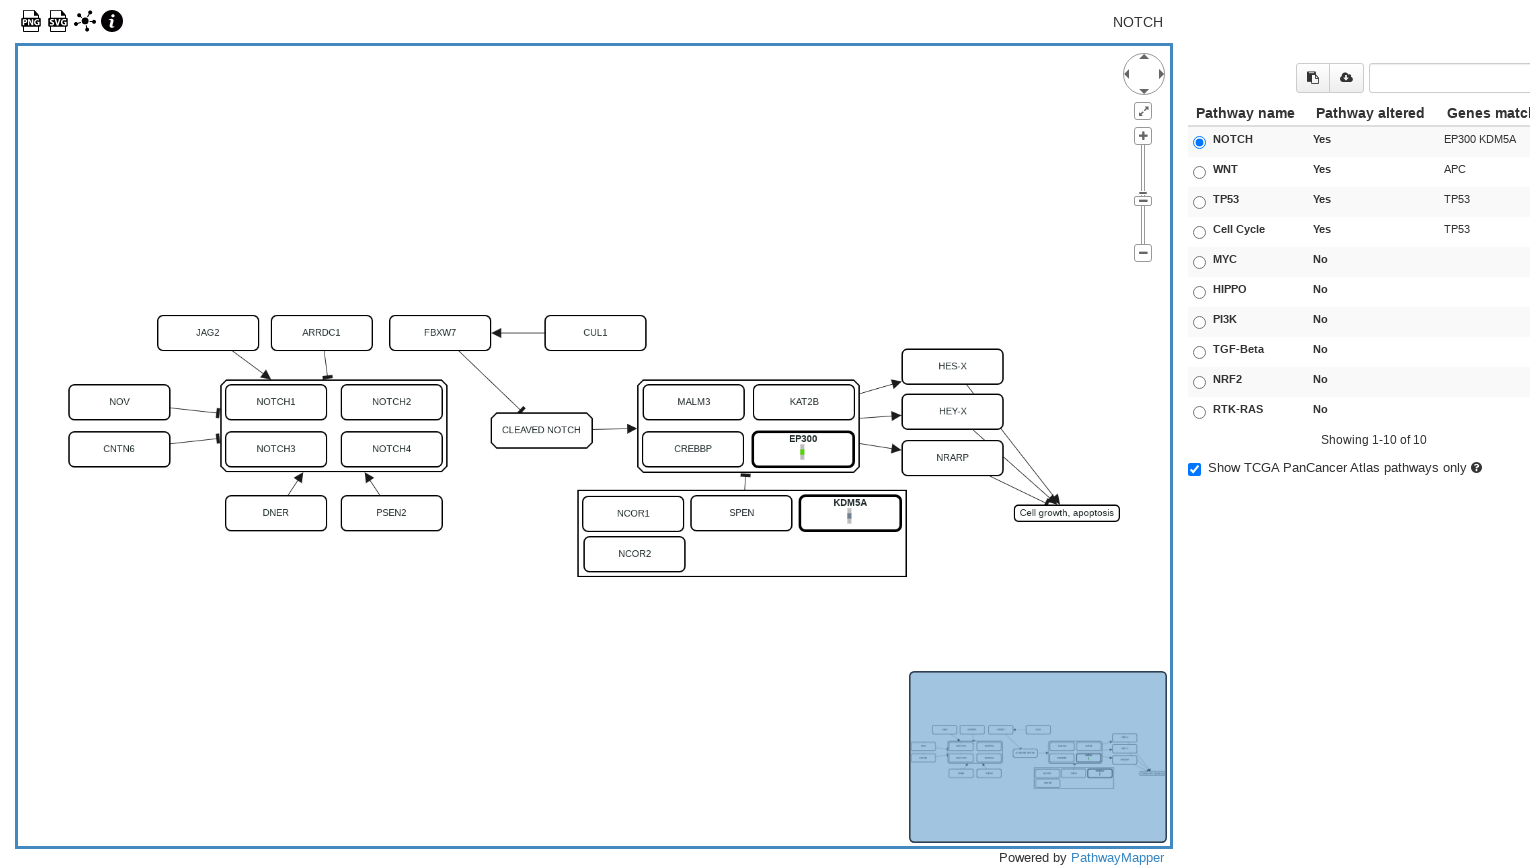 PNG SVG i NOTCH
Pathway name Pathway altered Genes match
NOTCH Yes EP300 KDM5A
WNT Yes APC
TP53 Yes TP53
Cell Cycle Yes TP53
MYC No
HIPPO No
PI3K No
TGF-Beta No
NRF2 No
RTK-RAS No
Showing 1-10 of 10
Show TCGA PanCancer Atlas pathways only ?
JAG2 ARRDC1 FBXW7 CUL1
NOV NOTCH1 NOTCH2
CNTN6 NOTCH3 NOTCH4
DNER PSEN2
CLEAVED NOTCH
MALM3 KAT2B
CREBBP EP300
NCOR1 SPEN KDM5A
NCOR2
HES-X
HEY-X
NRARP
Cell growth, apoptosis
Powered by PathwayMapper